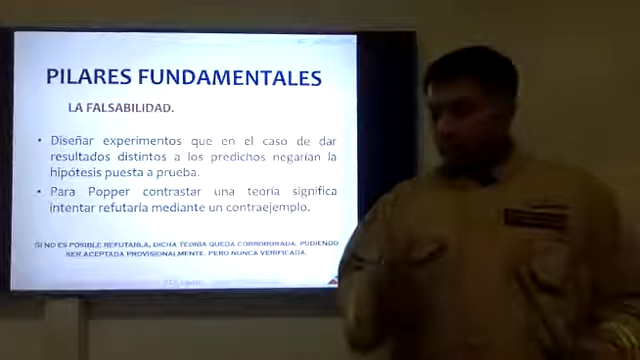 PILARES FUNDAMENTALES
LA FALSABILIDAD.
• Diseñar experimentos que en el caso de dar
resultados distintos a los predichos negarían la
hipótesis puesta a prueba.
• Para Popper contrastar una teoría significa
intentar refutarla mediante un contraejemplo.
SI NO ES POSIBLE REFUTARLA, DICHA TEORÍA QUEDA CORROBORADA, PUDIENDO
SER ACEPTADA PROVISIONALMENTE, PERO NUNCA VERIFICADA.